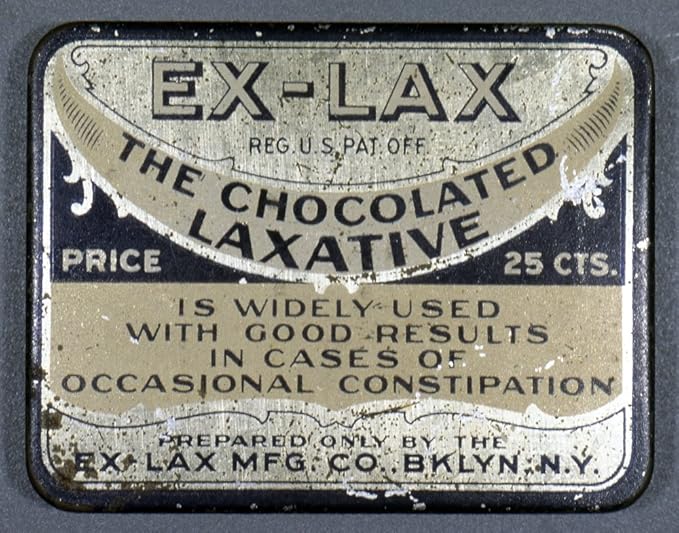 EX-LAX
REG. U.S. PAT. OFF
THE CHOCOLATED
LAXATIVE
PRICE 25 CTS.
IS WIDELY USED
WITH GOOD RESULTS
IN CASES OF
OCCASIONAL CONSTIPATION
PREPARED ONLY BY THE
EX-LAX MFG. CO., BKLYN., N.Y.